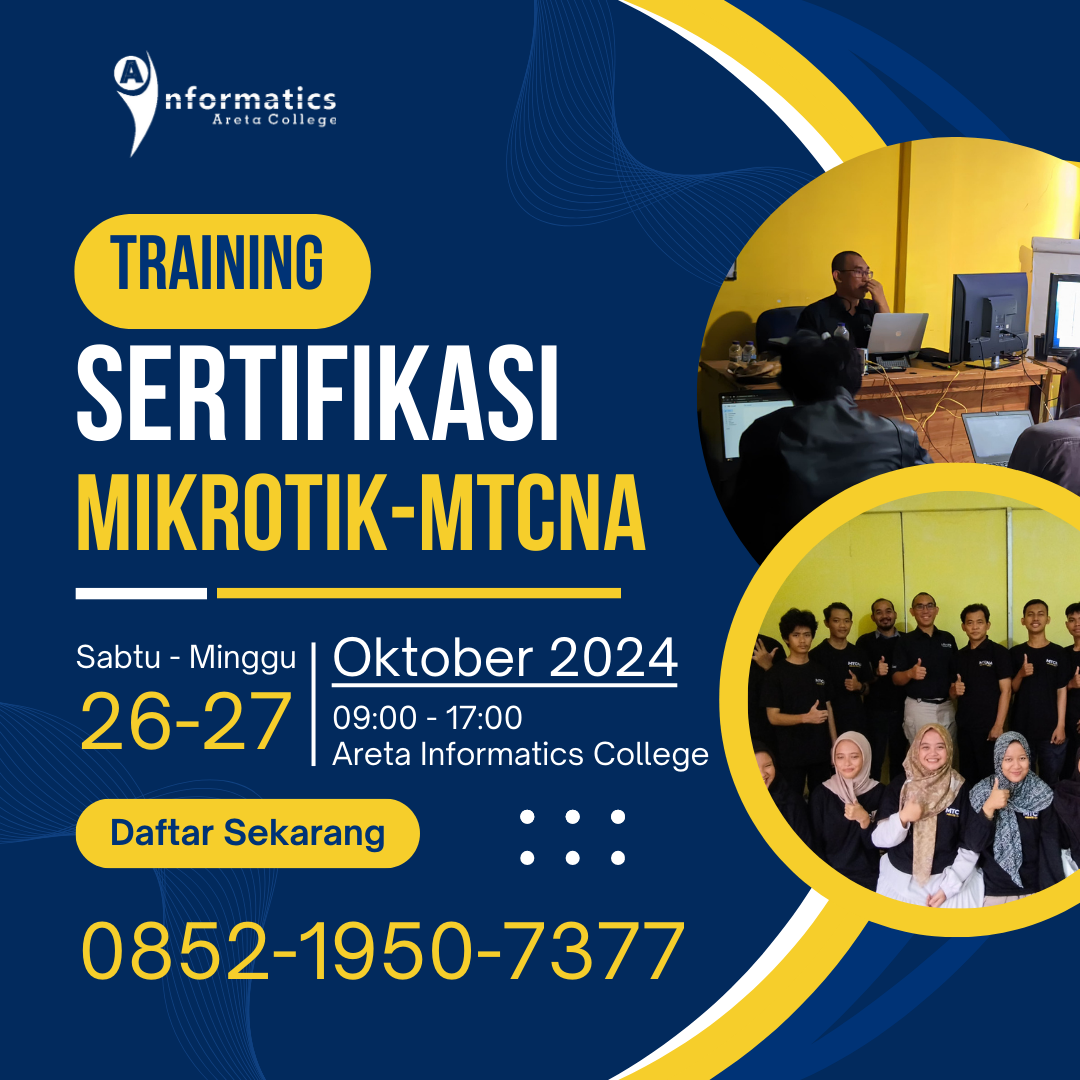 A
nformatics
Areta College
TRAINING
SERTIFIKASI
MIKROTIK-MTCNA
Sabtu - Minggu
26-27
Oktober 2024
09:00 - 17:00
Areta Informatics College
Daftar Sekarang
0852-1950-7377
MTCNA